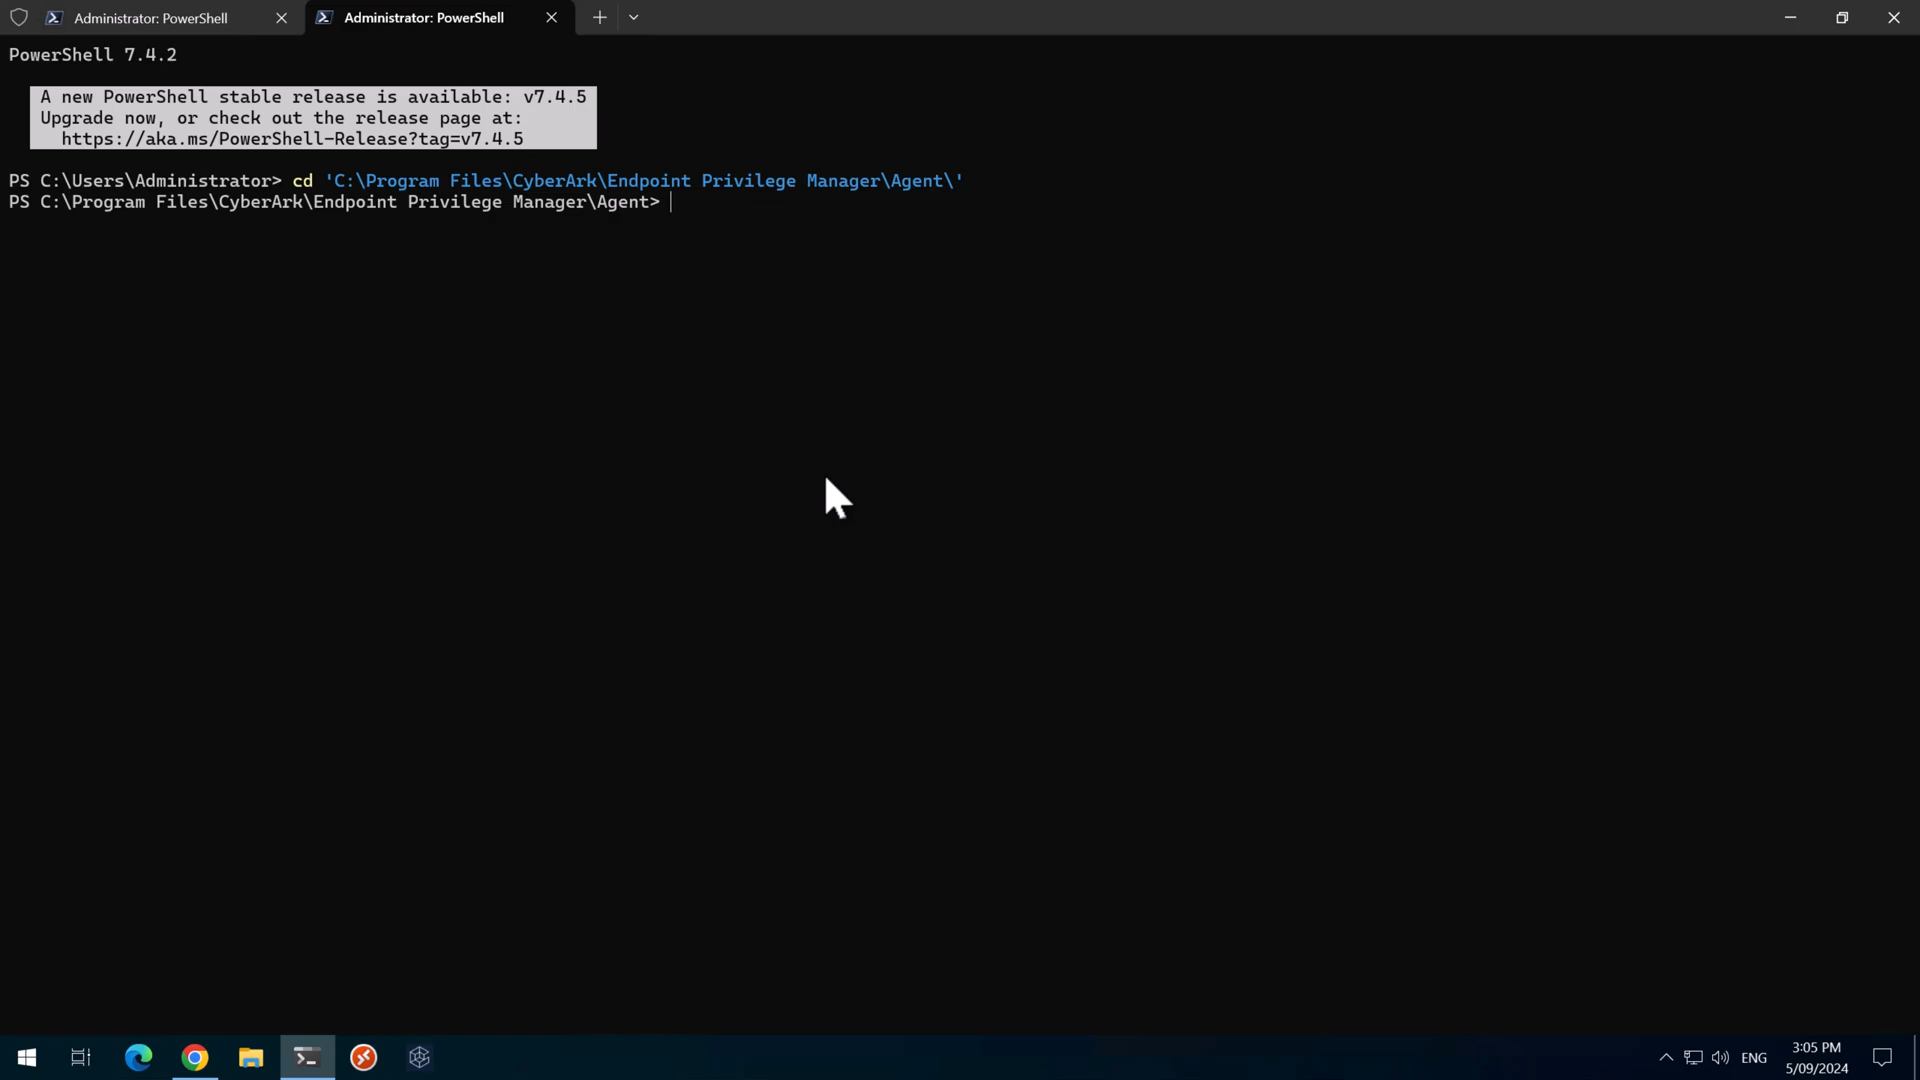 Administrator: PowerShell
Administrator: PowerShell
PowerShell 7.4.2
A new PowerShell stable release is available: v7.4.5
Upgrade now, or check out the release page at:
https://aka.ms/PowerShell-Release?tag=v7.4.5
PS C:\Users\Administrator> cd 'C:\Program Files\CyberArk\Endpoint Privilege Manager\Agent\'
PS C:\Program Files\CyberArk\Endpoint Privilege Manager\Agent>
ENG
3:05 PM
5/09/2024